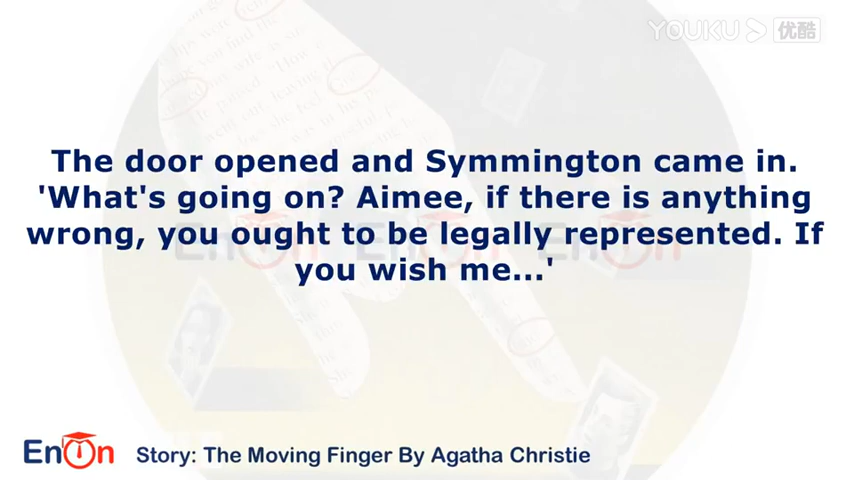 YOUKU 优酷
The door opened and Symmington came in.
'What's going on? Aimee, if there is anything
wrong, you ought to be legally represented. If
you wish me...'
EnOn
Story: The Moving Finger By Agatha Christie